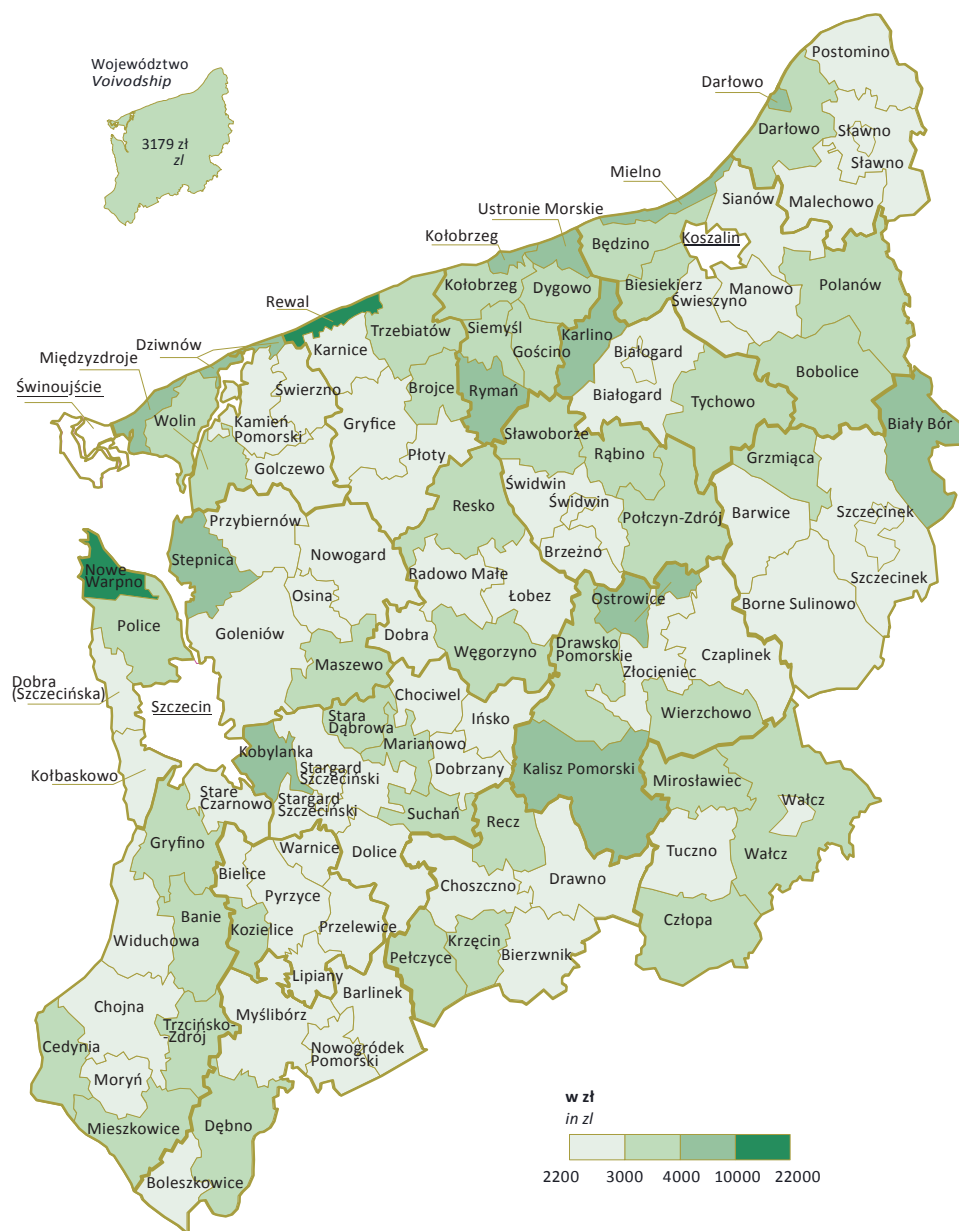 Województwo
Voivodship
3179 zł
zl
Postomino
Darłowo
Darłowo
Sławno
Sławno
Mielno
Sianów
Malechowo
Ustronie Morskie
Kołobrzeg
Będzino
Koszalin
Kołobrzeg
Dygowo
Biesiekierz
Świeszyno
Manowo
Polanów
Rewal
Trzebiatów
Siemyśl
Karlino
Dziwnów
Karnice
Gościno
Białogard
Międzyzdroje
Bobolice
Świnoujście
Świerzno
Brojce
Rymań
Białogard
Tychowo
Wolin
Kamień
Pomorski
Gryfice
Biały Bór
Sławoborze
Golczewo
Płoty
Rąbino
Grzmiąca
Świdwin
Świdwin
Resko
Połczyn-Zdrój
Barwice
Szczecinek
Przybiernów
Stepnica
Nowogard
Brzeżno
Nowe
Warpno
Radowo Małe
Szczecinek
Osina
Łobez
Ostrowice
Borne Sulinowo
Police
Goleniów
Dobra
Węgorzyno
Drawsko
Pomorskie
Czaplinek
Maszewo
Złocieniec
Dobra
(Szczecińska)
Chociwel
Szczecin
Stara
Dąbrowa
Ińsko
Wierzchowo
Kobylanka
Marianowo
Stargard
Szczeciński
Dobrzany
Kalisz Pomorski
Kołbaskowo
Mirosławiec
Stare
Czarnowo
Stargard
Szczeciński
Suchań
Wałcz
Recz
Gryfino
Warnice
Dolice
Tuczno
Wałcz
Bielice
Drawno
Choszczno
Pyrzyce
Banie
Kozielice
Przelewice
Krzęcin
Człopa
Widuchowa
Pełczyce
Bierzwnik
Lipiany
Barlinek
Chojna
Myślibórz
Trzcińsko-
-Zdrój
Cedynia
Nowogródek
Pomorski
Moryń
Mieszkowice
Dębno
Boleszkowice
w zł
in zl
2200 3000 4000 10000 22000